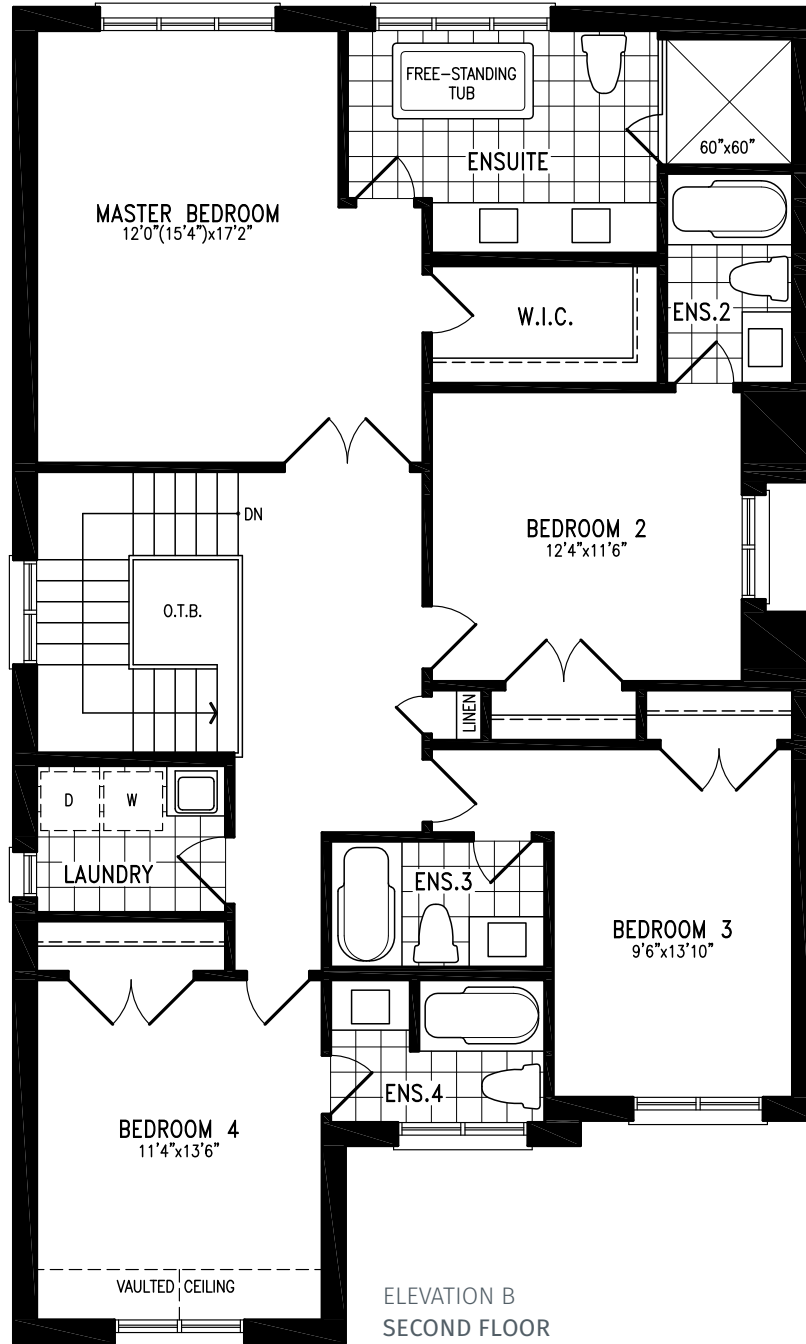 FREE-STANDING
TUB
60"x60"
ENSUITE
MASTER BEDROOM
12'0"(15'4")x17'2"
W.I.C.
ENS.2
DN
BEDROOM 2
12'4"x11'6"
O.T.B.
LINEN
D
W
LAUNDRY
ENS.3
BEDROOM 3
9'6"x13'10"
ENS.4
BEDROOM 4
11'4"x13'6"
VAULTED CEILING
ELEVATION B
SECOND FLOOR